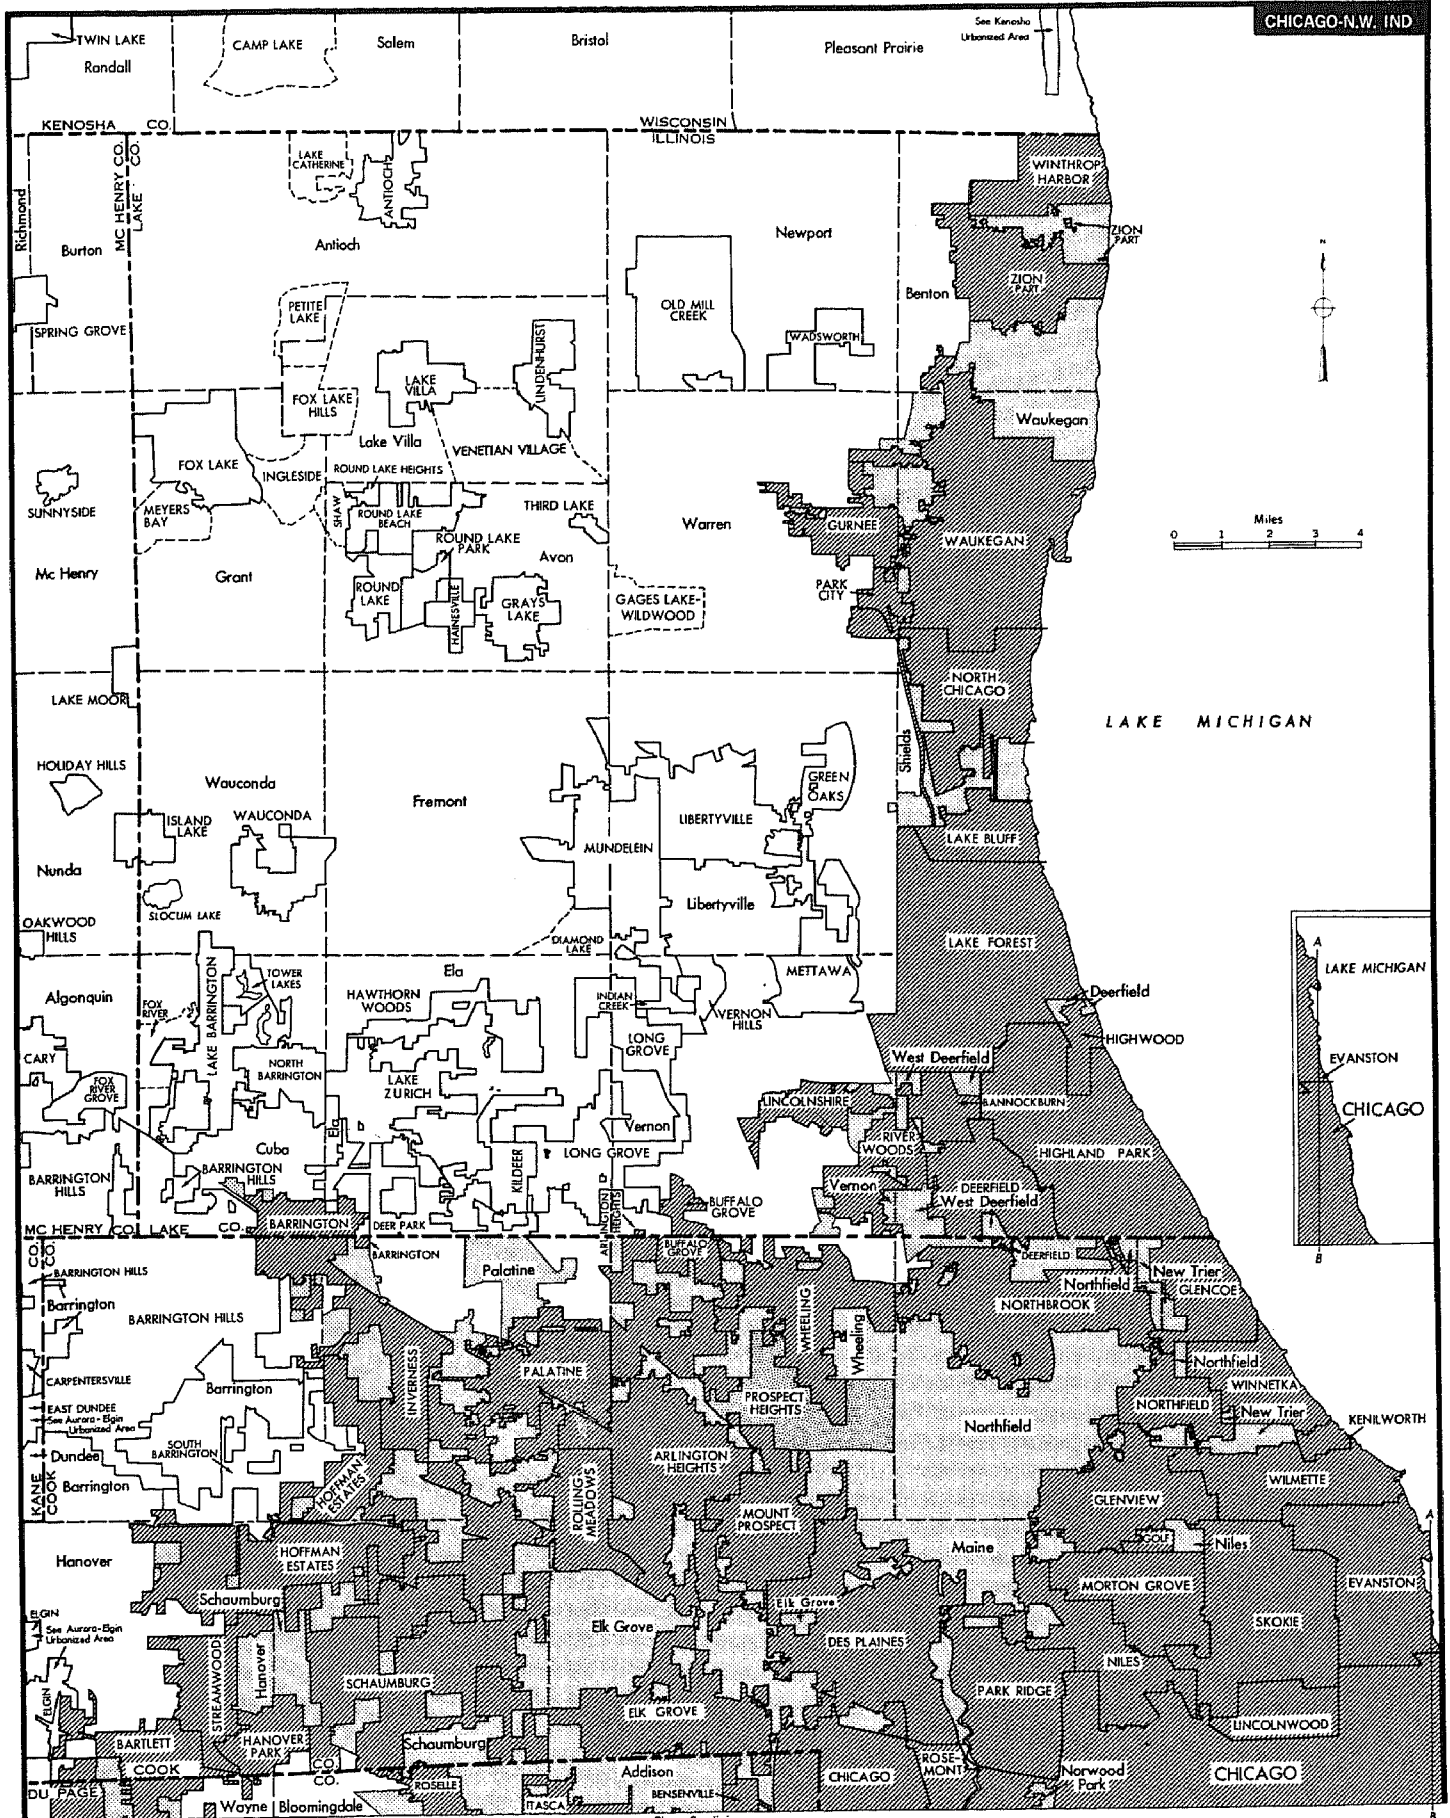 CHICAGO-N.W. IND
See Kenosha
Urbanized Area
TWIN LAKE
Randall
CAMP LAKE
Salem
Bristol
Pleasant Prairie
KENOSHA CO.
WISCONSIN
ILLINOIS
MC HENRY CO.
LAKE CO.
LAKE
CATHERINE
ANTIOCH
WINTHROP
HARBOR
Richmond
Burton
Antioch
Newport
ZION
PART
ZION
PART
Benton
SPRING GROVE
PETITE
LAKE
OLD MILL
CREEK
WADSWORTH
LINDENHURST
LAKE
VILLA
FOX LAKE
HILLS
Waukegan
Lake Villa
VENETIAN VILLAGE
FOX LAKE
INGLESIDE
ROUND LAKE HEIGHTS
SUNNYSIDE
MEYERS
BAY
SHAW
ROUND LAKE
BEACH
THIRD LAKE
Warren
GURNEE
WAUKEGAN
Miles
0 1 2 3 4
ROUND LAKE
PARK
Avon
Mc Henry
Grant
ROUND
LAKE
HAINESVILLE
GRAYS
LAKE
GAGES LAKE-
WILDWOOD
PARK
CITY
LAKE MOOR
NORTH
CHICAGO
LAKE MICHIGAN
Shields
HOLIDAY HILLS
Wauconda
Fremont
GREEN
OAKS
ISLAND
LAKE
WAUCONDA
LIBERTYVILLE
MUNDELEIN
LAKE BLUFF
Nunda
SLOCUM LAKE
Libertyville
OAKWOOD
HILLS
DIAMOND
LAKE
LAKE FOREST
A
LAKE MICHIGAN
EVANSTON
CHICAGO
B
Algonquin
FOX
RIVER
LAKE BARRINGTON
TOWER
LAKES
Ela
HAWTHORN
WOODS
INDIAN
CREEK
METTAWA
VERNON
HILLS
Deerfield
HIGHWOOD
CARY
FOX
RIVER
GROVE
NORTH
BARRINGTON
LAKE
ZURICH
LONG
GROVE
West Deerfield
BANNOCKBURN
LINCOLNSHIRE
Cuba
Ela
KILDEER
LONG GROVE
Vernon
RIVER
WOODS
HIGHLAND PARK
BARRINGTON
HILLS
BARRINGTON
HILLS
Vernon
DEERFIELD
West Deerfield
BUFFALO
GROVE
ARLINGTON
HEIGHTS
MC HENRY CO.
LAKE CO.
BARRINGTON
DEER PARK
CO.
CO.
BARRINGTON
BUFFALO
GROVE
DEERFIELD
BARRINGTON HILLS
Barrington
BARRINGTON HILLS
Palatine
Northfield
New Trier
GLENCOE
NORTHBROOK
WHEELING
Wheeling
CARPENTERSVILLE
Barrington
INVERNESS
PALATINE
PROSPECT
HEIGHTS
Northfield
WINNETKA
EAST DUNDEE
See Aurora-Elgin
Urbanized Area
Dundee
Barrington
SOUTH
BARRINGTON
Northfield
NORTHFIELD
New Trier
KENILWORTH
KANE
COOK
HOFFMAN
ESTATES
ROLLING
MEADOWS
ARLINGTON
HEIGHTS
MOUNT
PROSPECT
GLENVIEW
WILMETTE
A
Hanover
HOFFMAN
ESTATES
Maine
GOLF
Niles
Schaumburg
MORTON GROVE
EVANSTON
ELGIN
See Aurora-Elgin
Urbanized Area
Elk Grove
Elk Grove
DES PLAINES
SKOKIE
STREAMWOOD
Hanover
SCHAUMBURG
NILES
ELGIN
ELK GROVE
PARK RIDGE
LINCOLNWOOD
BARTLETT
HANOVER
PARK
Schaumburg
COOK CO.
DU PAGE CO.
ROSELLE
Addison
BENSENVILLE
CHICAGO
ROSE-
MONT
Norwood
Park
CHICAGO
Wayne
Bloomingdale
ITASCA
B